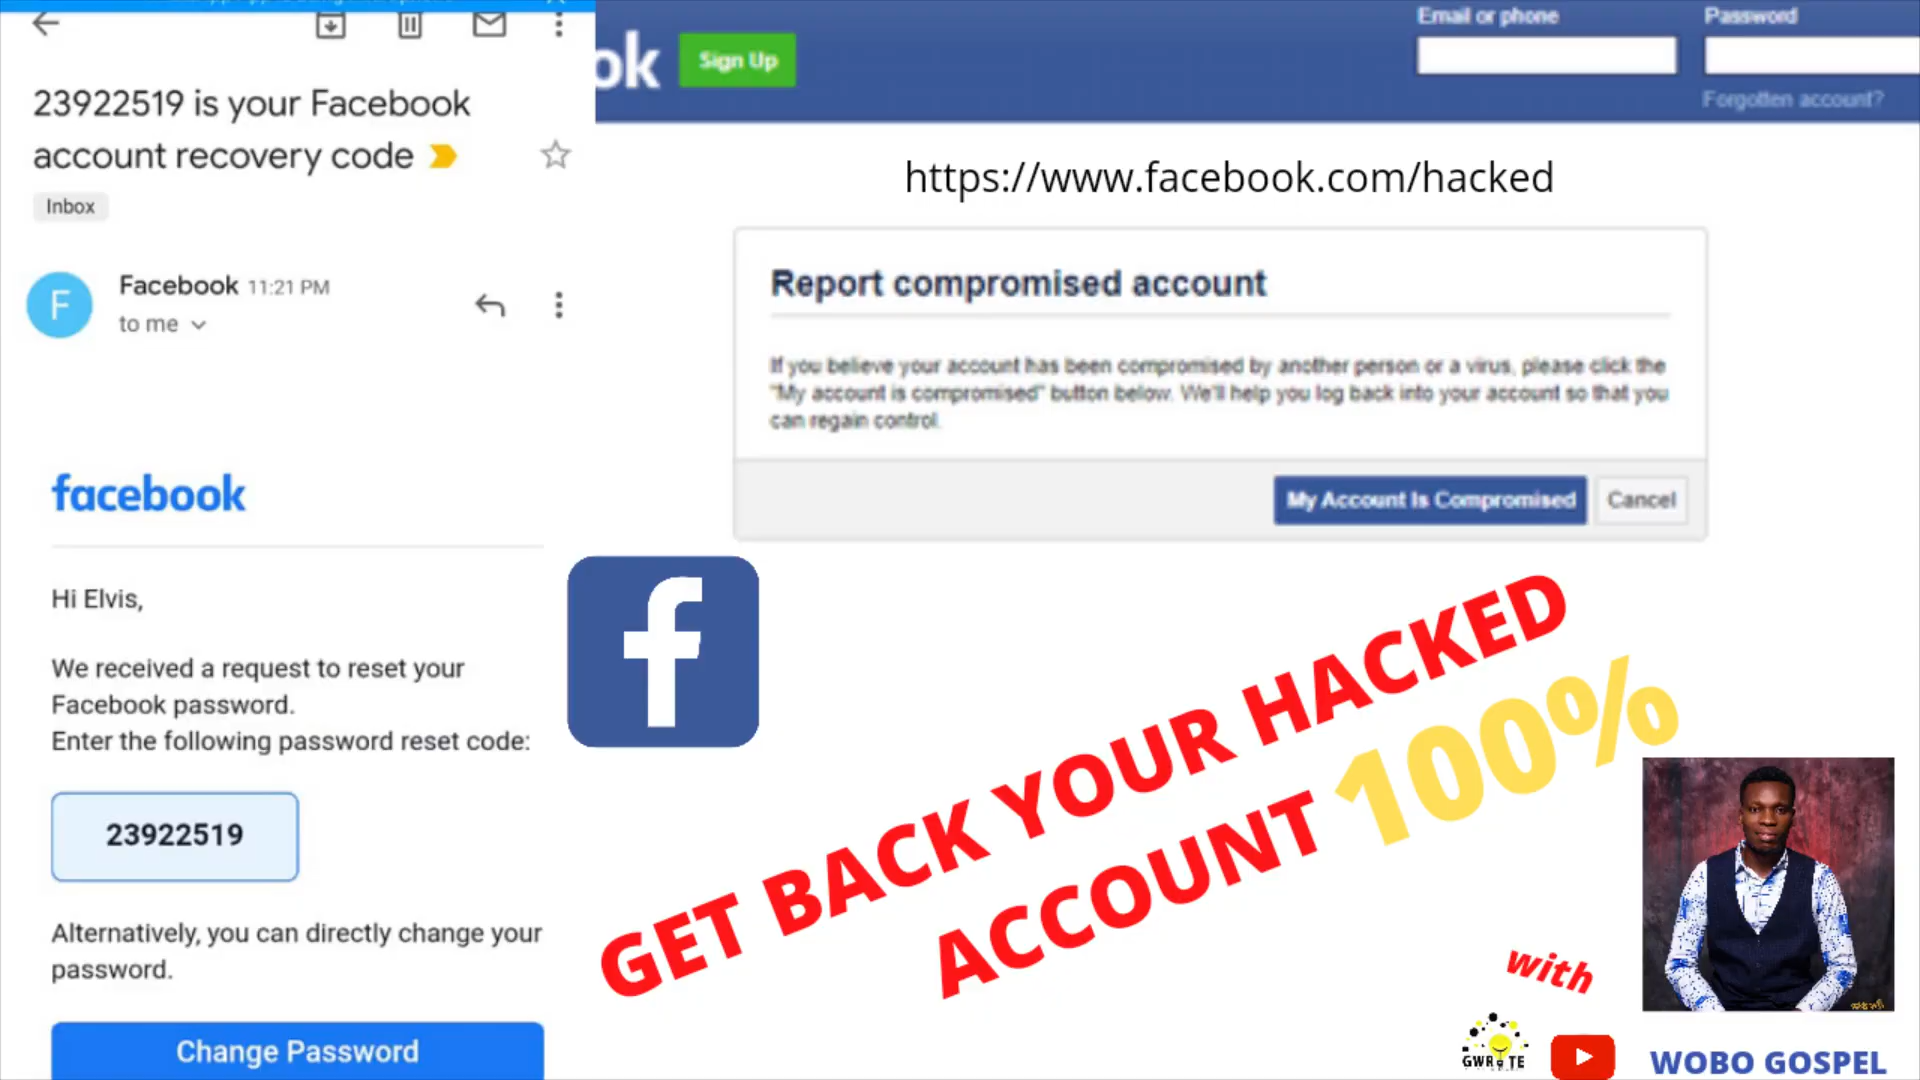 23922519 is your Facebook
account recovery code
Inbox
F
Facebook 11:21 PM
to me
facebook
Hi Elvis,
We received a request to reset your
Facebook password.
Enter the following password reset code:
23922519
Alternatively, you can directly change your
password.
Change Password
ok
Sign Up
Email or phone
Password
Forgotten account?
https://www.facebook.com/hacked
Report compromised account
If you believe your account has been compromised by another person or a virus, please click the
"My account is compromised" button below. We'll help you log back into your account so that you
can regain control.
My Account Is Compromised
Cancel
f
GET BACK YOUR HACKED
ACCOUNT 100%
with
GWR TE
WOBO GOSPEL